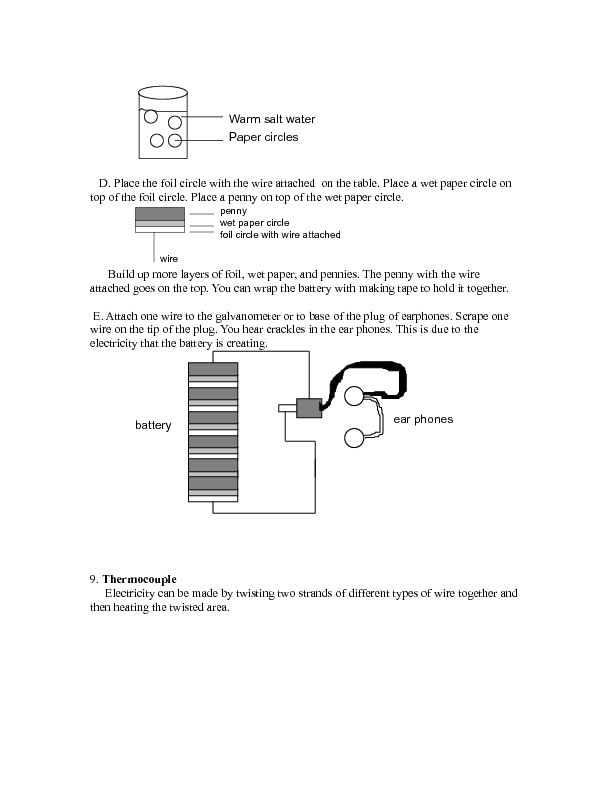 Warm salt water
Paper circles
D. Place the foil circle with the wire attached  on the table. Place a wet paper circle on
top of the foil circle. Place a penny on top of the wet paper circle.
penny
wet paper circle
foil circle with wire attached
wire
Build up more layers of foil, wet paper, and pennies. The penny with the wire
attached goes on the top. You can wrap the battery with making tape to hold it together.
E. Attach one wire to the galvanometer or to base of the plug of earphones. Scrape one
wire on the tip of the plug. You hear crackles in the ear phones. This is due to the
electricity that the battery is creating.
battery
ear phones
9. Thermocouple
Electricity can be made by twisting two strands of different types of wire together and
then heating the twisted area.